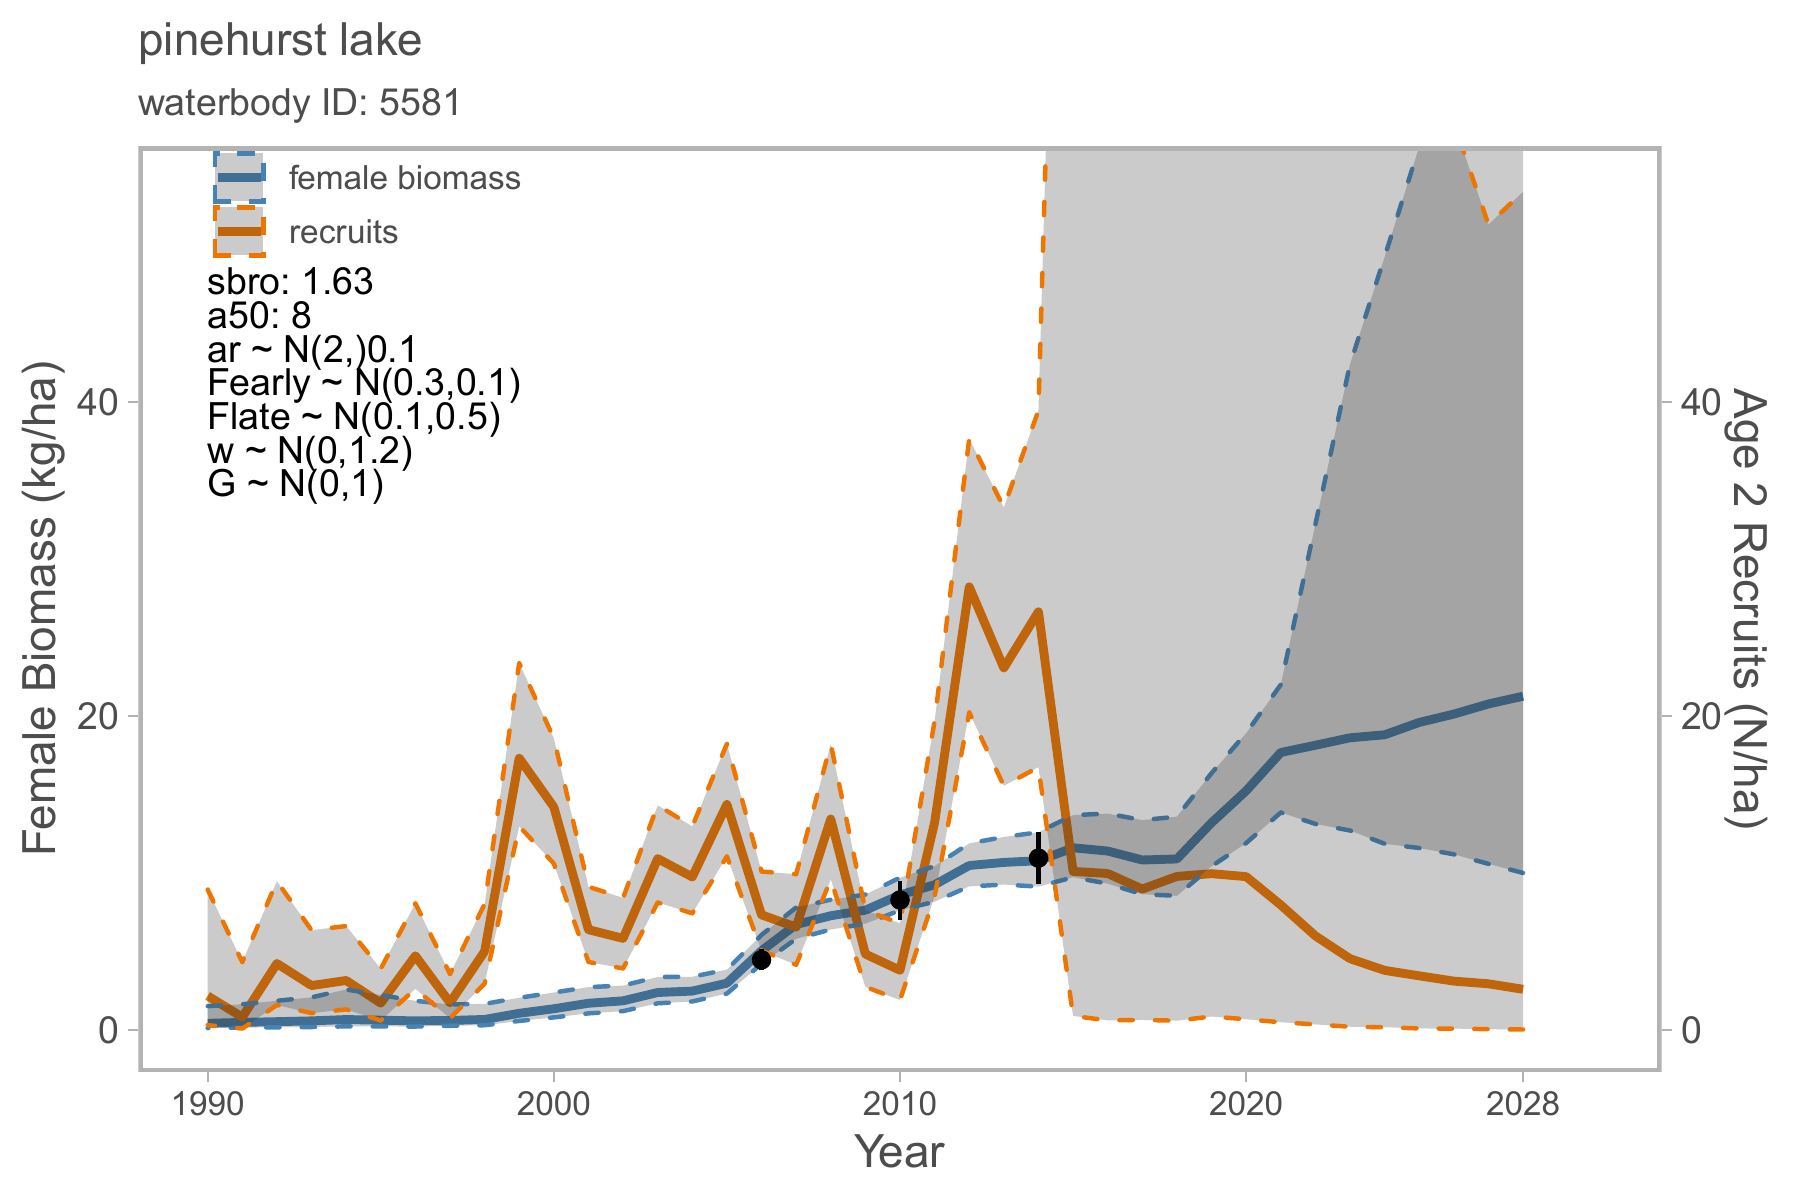 pinehurst lake
waterbody ID: 5581
female biomass
recruits
sbro: 1.63
a50: 8
ar ~ N(2,)0.1
Fearly ~ N(0.3,0.1)
Flate ~ N(0.1,0.5)
w ~ N(0,1.2)
G ~ N(0,1)
Female Biomass (kg/ha)
40
20
0
40
20
0
Age 2 Recruits (N/ha)
1990 2000 2010 2020 2028
Year